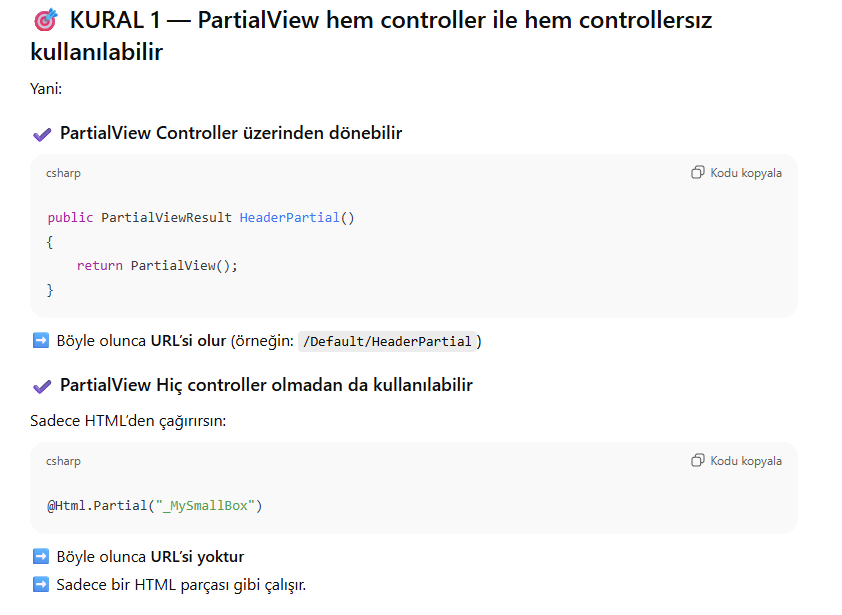 🎯 KURAL 1 — PartialView hem controller ile hem controllersız
kullanılabilir
Yani:
✔ PartialView Controller üzerinden dönebilir
csharp
Kodu kopyala
public PartialViewResult HeaderPartial()
{
    return PartialView();
}
➡ Böyle olunca URL'si olur (örneğin: /Default/HeaderPartial)
✔ PartialView Hiç controller olmadan da kullanılabilir
Sadece HTML'den çağırırsın:
csharp
Kodu kopyala
@Html.Partial("_MySmallBox")
➡ Böyle olunca URL'si yoktur
➡ Sadece bir HTML parçası gibi çalışır.